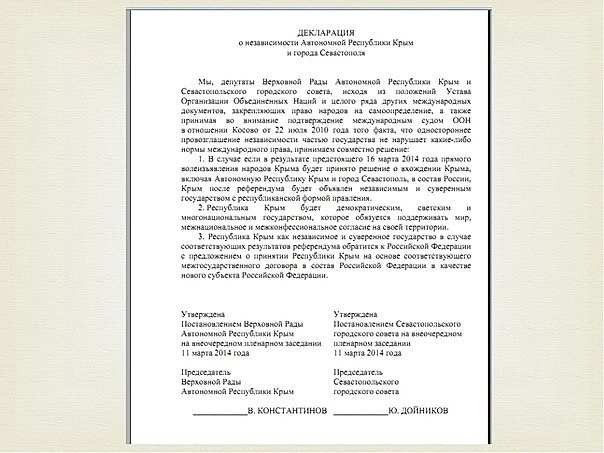 ДЕКЛАРАЦИЯ
о независимости Автономной Республики Крым
и города Севастополя
Мы, депутаты Верховной Рады Автономной Республики Крым и
Севастопольского городского совета, исходя из положений Устава
Организации Объединенных Наций и целого ряда других международных
документов, закрепляющих право народов на самоопределение, а также
принимая во внимание подтверждение международным судом ООН
в отношении Косово от 22 июля 2010 года того факта, что одностороннее
провозглашение независимости частью государства не нарушает какие-либо
нормы международного права, принимаем совместно решение:
1. В случае если в результате предстоящего 16 марта 2014 года прямого
волеизъявления народов Крыма будет принято решение о вхождении Крыма,
включая Автономную Республику Крым и город Севастополь, в состав России,
Крым после референдума будет объявлен независимым и суверенным
государством с республиканской формой правления.
2. Республика Крым будет демократическим, светским и
многонациональным государством, которое обязуется поддерживать мир,
межнациональное и межконфессиональное согласие на своей территории.
3. Республика Крым как независимое и суверенное государство в случае
соответствующих результатов референдума обратится к Российской Федерации
с предложением о принятии Республики Крым на основе соответствующего
межгосударственного договора в состав Российской Федерации в качестве
нового субъекта Российской Федерации.
Утверждена
Постановлением Верховной Рады
Автономной Республики Крым
на внеочередном пленарном заседании
11 марта 2014 года
Утверждена
Постановлением Севастопольского
городского совета на внеочередном
пленарном заседании
11 марта 2014 года
Председатель
Верховной Рады
Автономной Республики Крым
Председатель
Севастопольского
городского совета
В. КОНСТАНТИНОВ
Ю. ДОЙНИКОВ